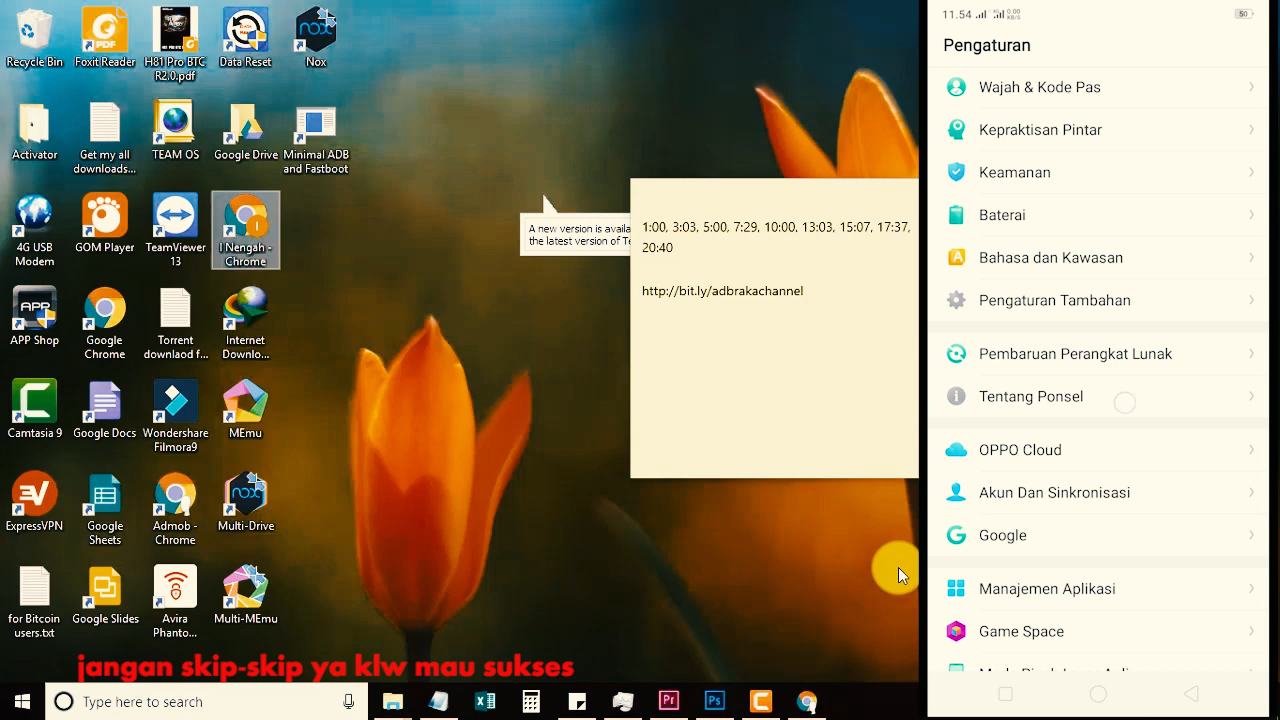 Recycle Bin
Foxit Reader
H81 Pro BTC
R2.0.pdf
Data Reset
Nox
Activator
Get my all
downloads...
TEAM OS
Google Drive
Minimal ADB
and Fastboot
4G USB
Modem
GOM Player
TeamViewer
13
I Nengah -
Chrome
APP Shop
Google
Chrome
Torrent
downlaod f...
Internet
Downlo...
Camtasia 9
Google Docs
Wondershare
Filmora9
MEmu
ExpressVPN
Google
Sheets
Admob -
Chrome
Multi-Drive
for Bitcoin
users.txt
Google Slides
Avira
Phanto...
Multi-MEmu
A new version is availa
the latest version of Te
1:00, 3:03, 5:00, 7:29, 10:00, 13:03, 15:07, 17:37,
20:40
http://bit.ly/adbrakachannel
jangan skip-skip ya klw mau sukses
Type here to search
11.54 0.00 KB/S 50
Pengaturan
Wajah & Kode Pas
Kepraktisan Pintar
Keamanan
Baterai
Bahasa dan Kawasan
Pengaturan Tambahan
Pembaruan Perangkat Lunak
Tentang Ponsel
OPPO Cloud
Akun Dan Sinkronisasi
Google
Manajemen Aplikasi
Game Space